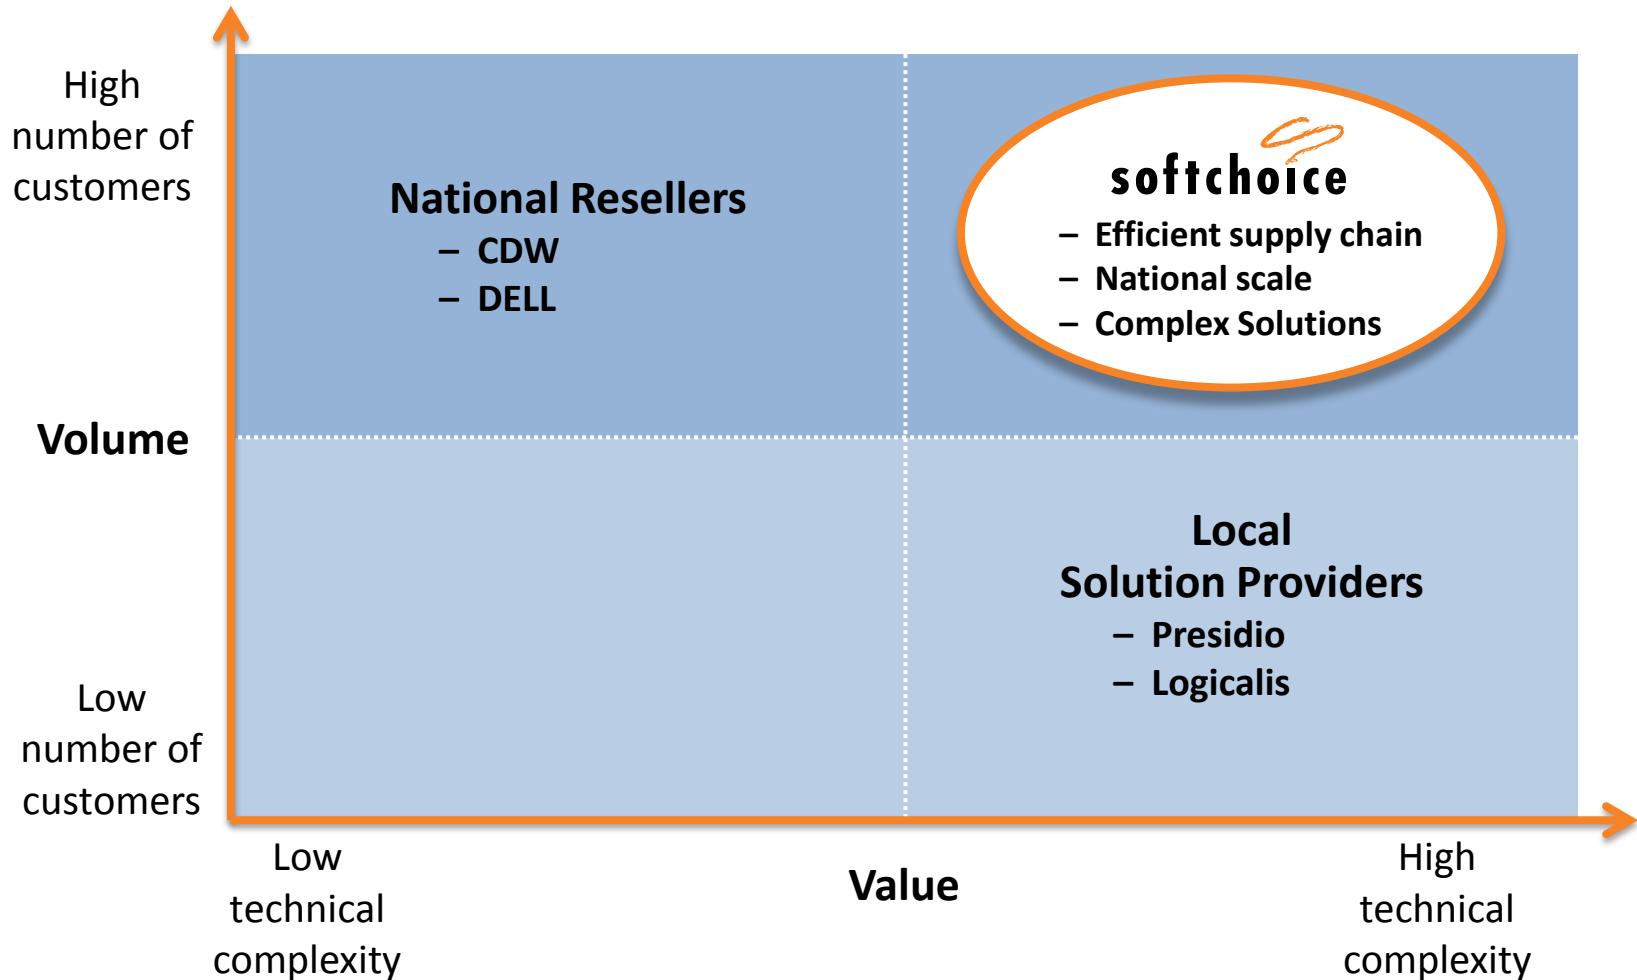 High
number of
customers
National Resellers
– CDW
– DELL
softchoice
– Efficient supply chain
– National scale
– Complex Solutions
Volume
Local
Solution Providers
– Presidio
– Logicalis
Low
number of
customers
Low
technical
complexity
Value
High
technical
complexity